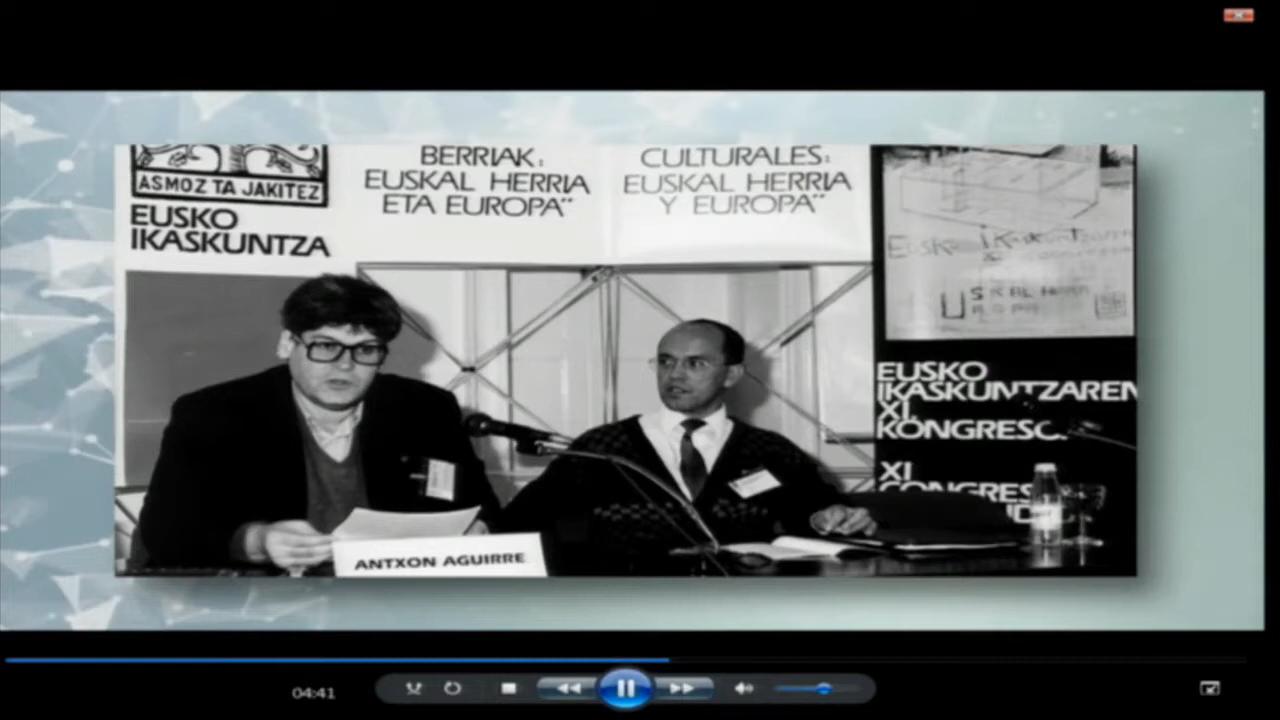 ASMOZ TA JAKITEZ
EUSKO
IKASKUNTZA
BERRIAK:
EUSKAL HERRIA
ETA EUROPA"
CULTURALES:
EUSKAL HERRIA
Y EUROPA"
EUSKO
IKASKUNTZAREN
XI.
KONGRESO
XI
CONGRES
ANTXON AGUIRRE
04:41